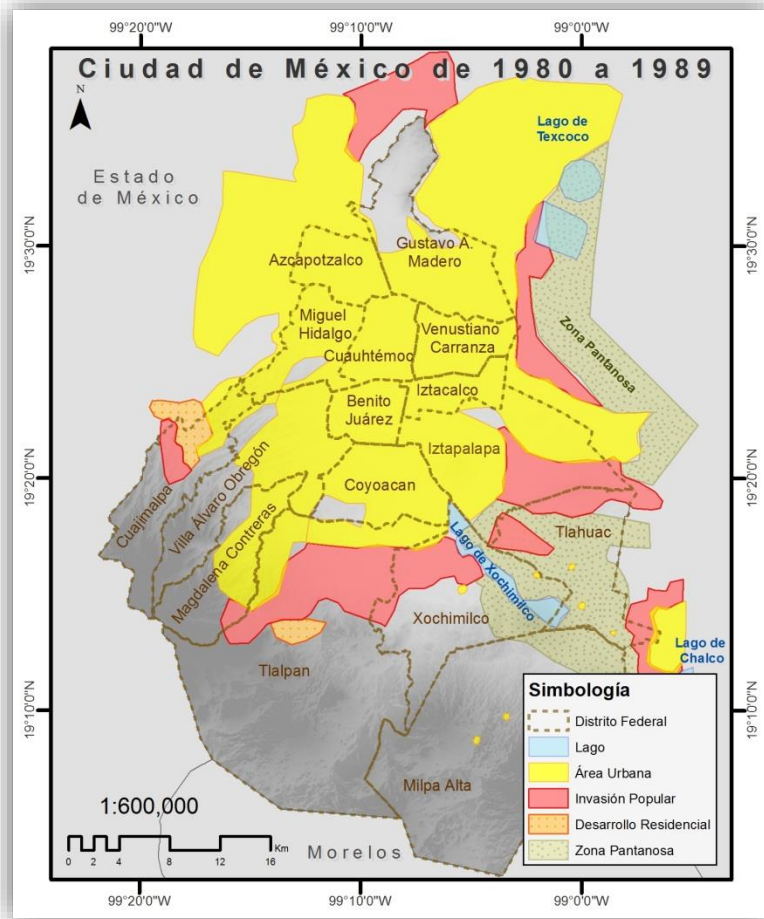 99°20'0"W
99°10'0"W
99°0'0"W
Ciudad de México de 1980 a 1989
N
Lago de
Texcoco
Estado
de México
19°30'0"N
19°30'0"N
Gustavo A.
Madero
Azcapotzalco
Miguel
Hidalgo
Venustiano
Carranza
Cuauhtémoc
Zona Pantanosa
Iztacalco
Benito
Juárez
Iztapalapa
19°20'0"N
19°20'0"N
Coyoacan
Cuajimalpa
Villa Álvaro Obregón
Magdalena Contreras
Tlahuac
Lago de Xochimilco
Xochimilco
Tlalpan
Lago de
Chalco
19°10'0"N
19°10'0"N
Milpa Alta
Simbología
Distrito Federal
Lago
Área Urbana
Invasión Popular
Desarrollo Residencial
Zona Pantanosa
1:600,000
0 1 2 4 8 12 16
Km
Morelos
99°20'0"W
99°10'0"W
99°0'0"W